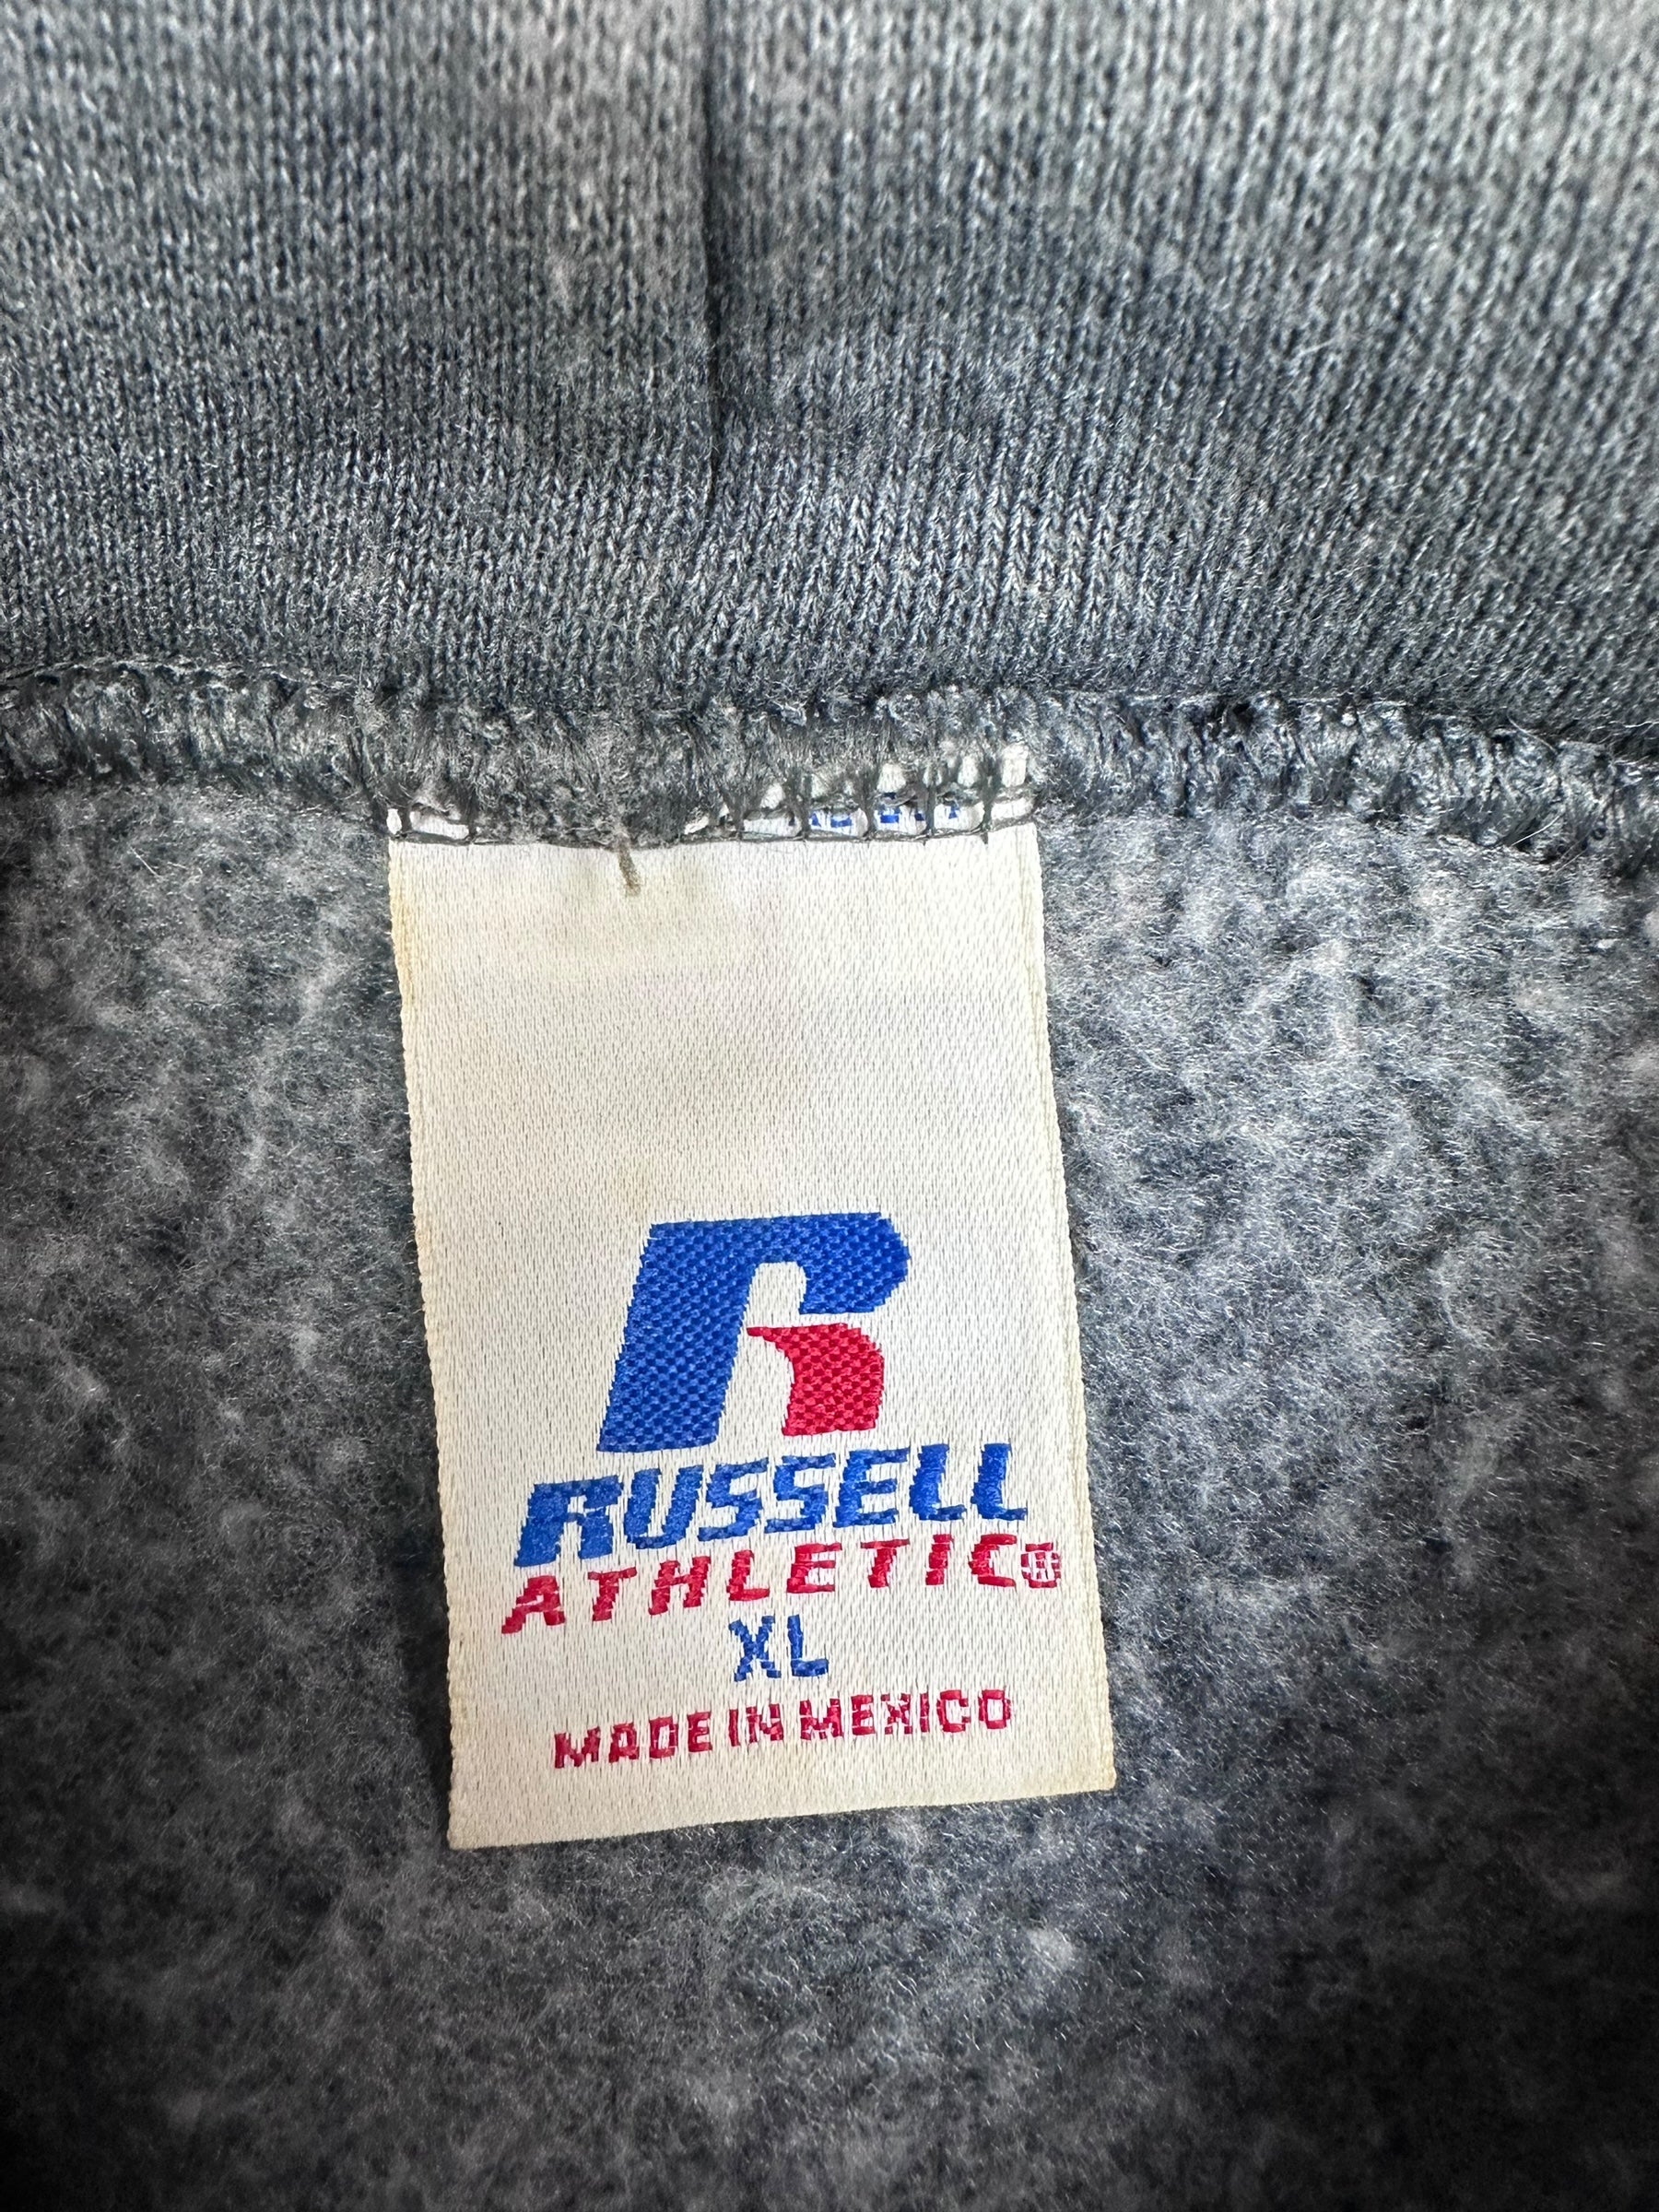 RUSSELL
ATHLETIC®
XL
MADE IN MEXICO